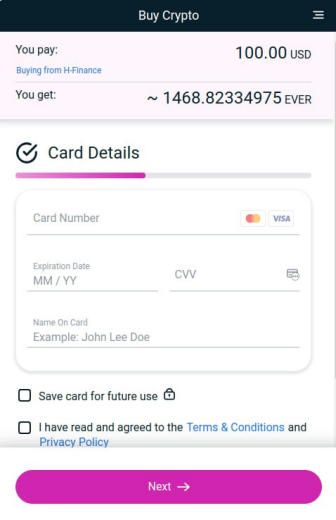 Buy Crypto
You pay:
100.00 USD
Buying from H-Finance
You get:
~ 1468.82334975 EVER
Card Details
Card Number
VISA
Expiration Date
MM / YY
CVV
Name On Card
Example: John Lee Doe
Save card for future use
I have read and agreed to the Terms & Conditions and
Privacy Policy
Next →